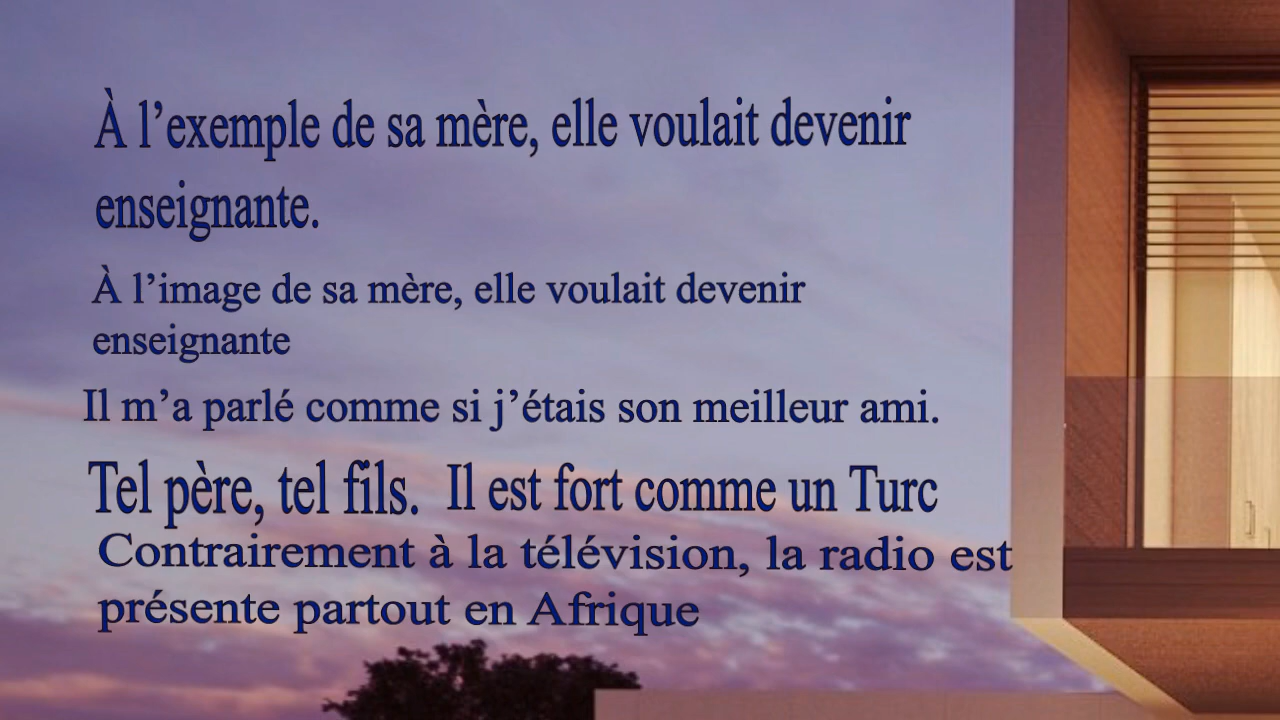 À l’exemple de sa mère, elle voulait devenir
enseignante.
À l’image de sa mère, elle voulait devenir
enseignante
Il m’a parlé comme si j’étais son meilleur ami.
Tel père, tel fils. Il est fort comme un Turc
Contrairement à la télévision, la radio est
présente partout en Afrique